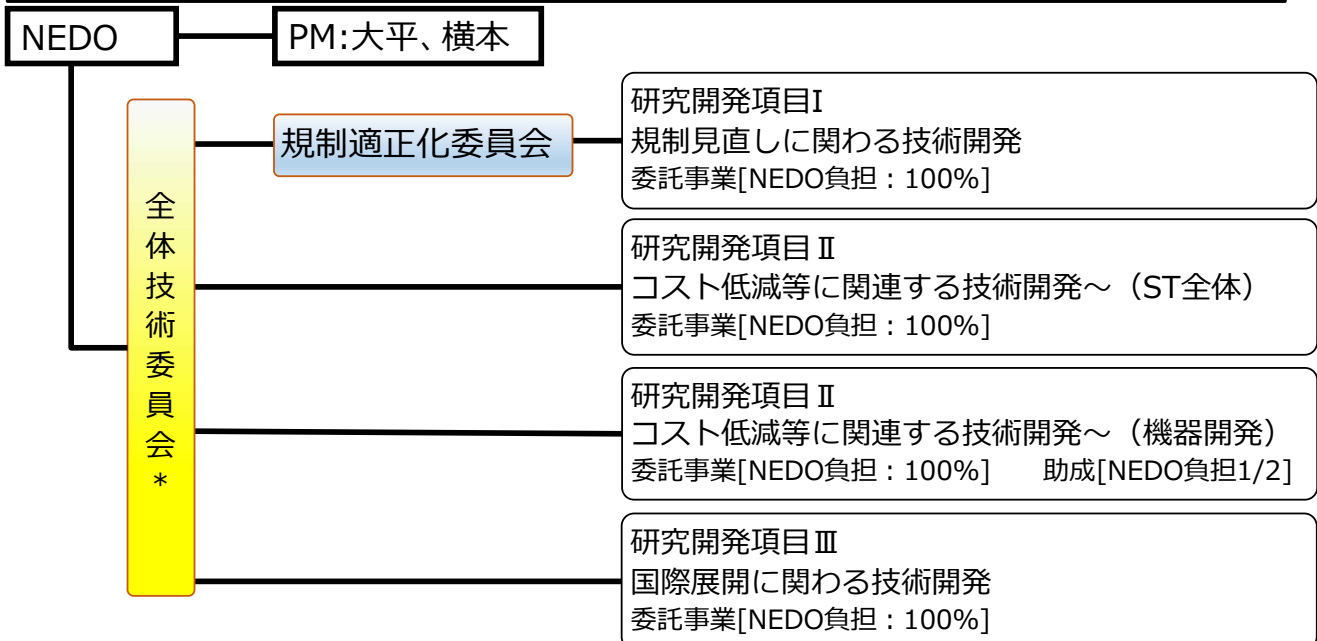 NEDO
PM:大平、横本
全体技術委員会*
規制適正化委員会
研究開発項目I
規制見直しに関わる技術開発
委託事業[NEDO負担：100%]
研究開発項目Ⅱ
コスト低減等に関連する技術開発～（ST全体）
委託事業[NEDO負担：100%]
研究開発項目Ⅱ
コスト低減等に関連する技術開発～（機器開発）
委託事業[NEDO負担：100%]　助成[NEDO負担1/2]
研究開発項目Ⅲ
国際展開に関わる技術開発
委託事業[NEDO負担：100%]